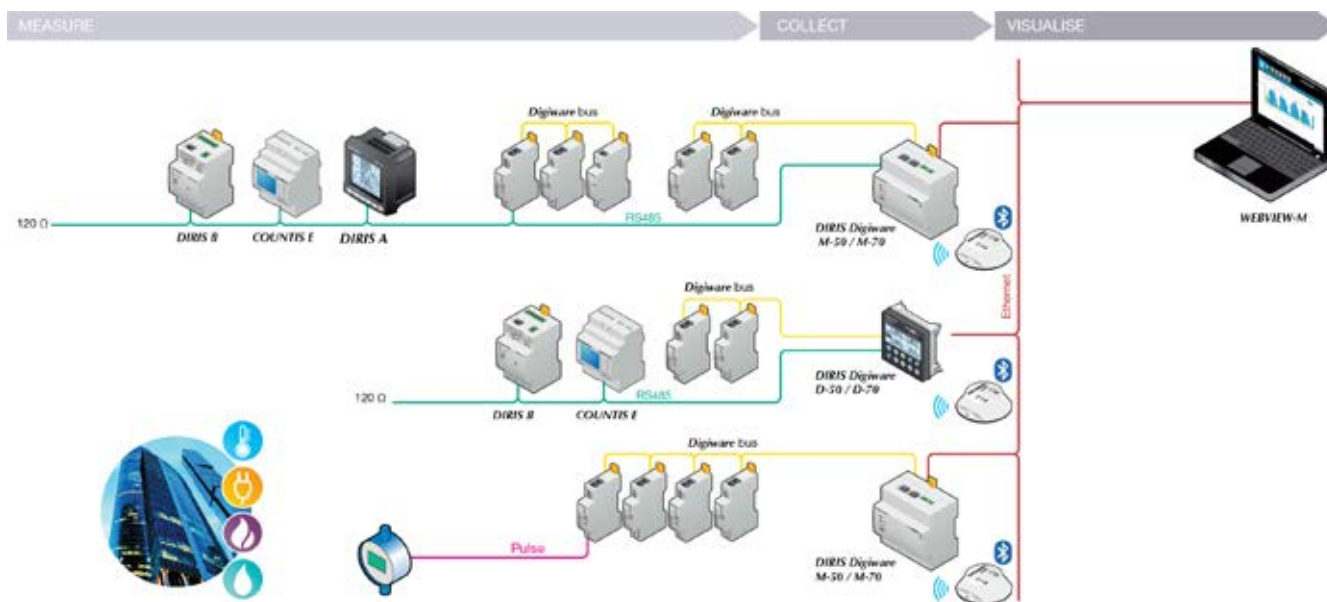 MEASURE
COLLECT
VISUALISE
Digiware bus
Digiware bus
120 Ω
RS485
DIRIS B
COUNTIS E
DIRIS A
DIRIS Digiware
M-50 / M-70
WEBVIEW-M
Digiware bus
Ethernet
120 Ω
RS485
DIRIS B
COUNTIS E
DIRIS Digiware
D-50 / D-70
Digiware bus
Pulse
DIRIS Digiware
M-50 / M-70